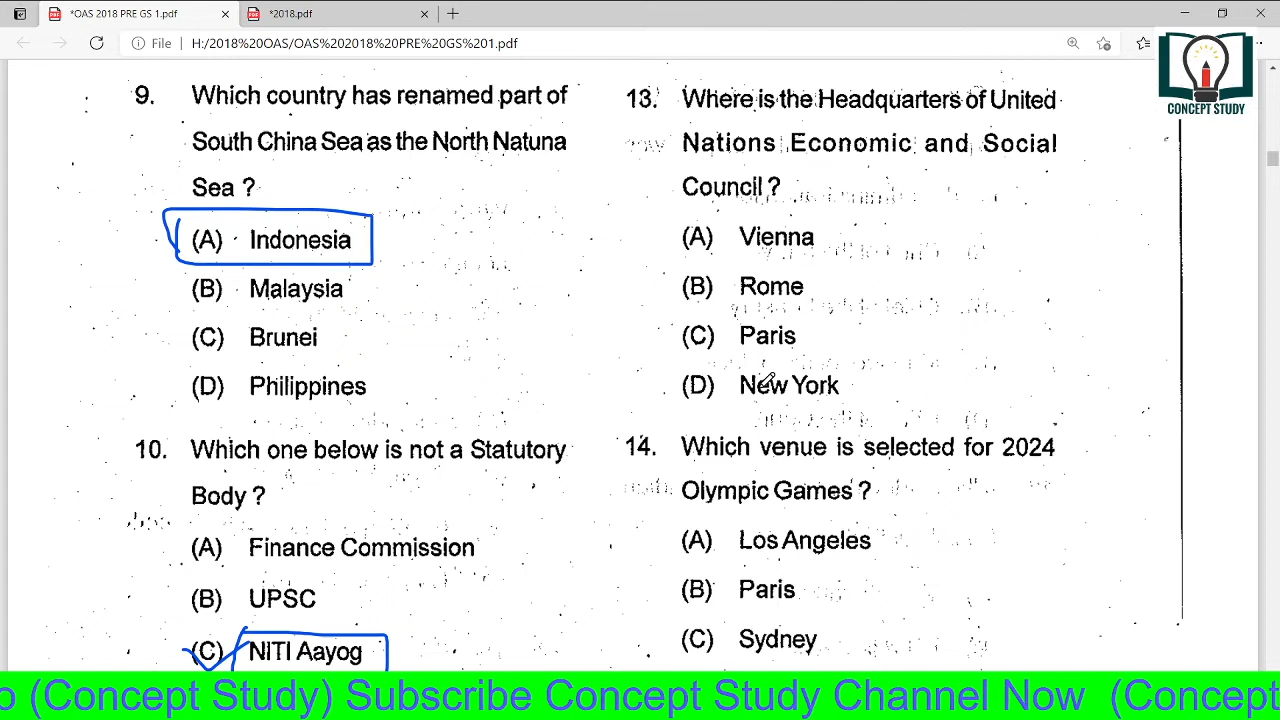 *OAS 2018 PRE GS 1.pdf
*2018.pdf
File
H:/2018%20OAS/OAS%202018%20PRE%20GS%201.pdf
CONCEPT STUDY
9. Which country has renamed part of
South China Sea as the North Natuna
Sea ?
(A) Indonesia
(B) Malaysia
(C) Brunei
(D) Philippines
10. Which one below is not a Statutory
Body ?
(A) Finance Commission
(B) UPSC
(C) NITI Aayog
13. Where is the Headquarters of United
Nations Economic and Social
Council ?
(A) Vienna
(B) Rome
(C) Paris
(D) New York
14. Which venue is selected for 2024
Olympic Games ?
(A) Los Angeles
(B) Paris
(C) Sydney
o (Concept Study) Subscribe Concept Study Channel Now (Concept